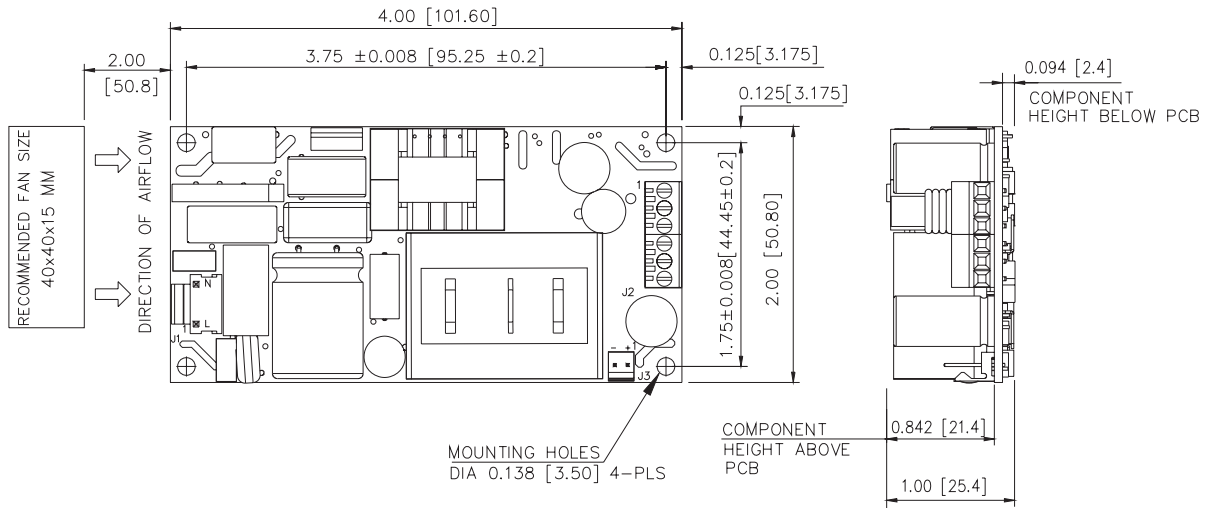 4.00 [101.60]
3.75 ±0.008 [95.25 ±0.2]
2.00
[50.8]
0.125[3.175]
0.125[3.175]
0.094 [2.4]
COMPONENT
HEIGHT BELOW PCB
RECOMMENDED FAN SIZE
40x40x15 MM
DIRECTION OF AIRFLOW
1
N
L
1
J1
J2
- +
1
J3
1.75±0.008[44.45±0.2]
2.00 [50.80]
MOUNTING HOLES
DIA 0.138 [3.50] 4-PLS
COMPONENT
HEIGHT ABOVE
PCB
0.842 [21.4]
1.00 [25.4]